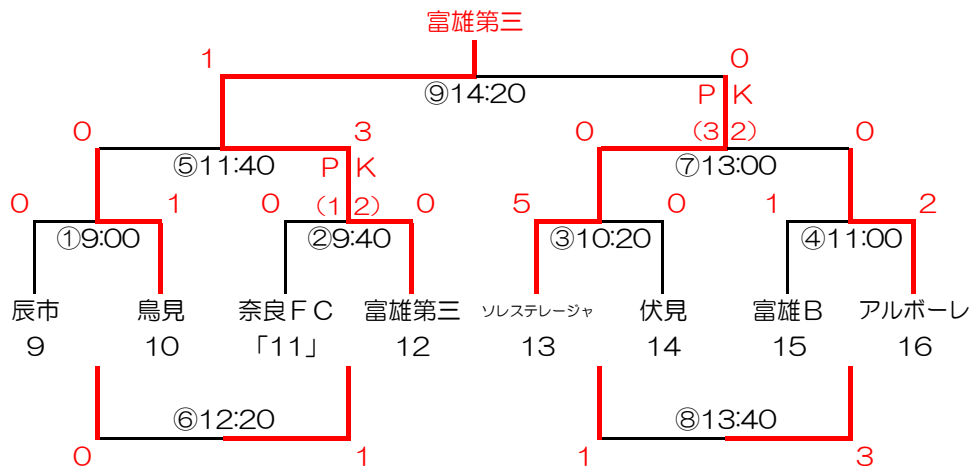 富雄第三
1 0
⑨14:20 P K
0 3 0 (3 2) 0
⑤11:40 P K ⑦13:00
0 1 0 (1 2) 0 5 0 1 2
①9:00 ②9:40 ③10:20 ④11:00
辰市 鳥見 奈良FC 富雄第三 ソレステレージャ 伏見 富雄B アルボーレ
9 10 「11」 12 13 14 15 16
⑥12:20 ⑧13:40
0 1 1 3